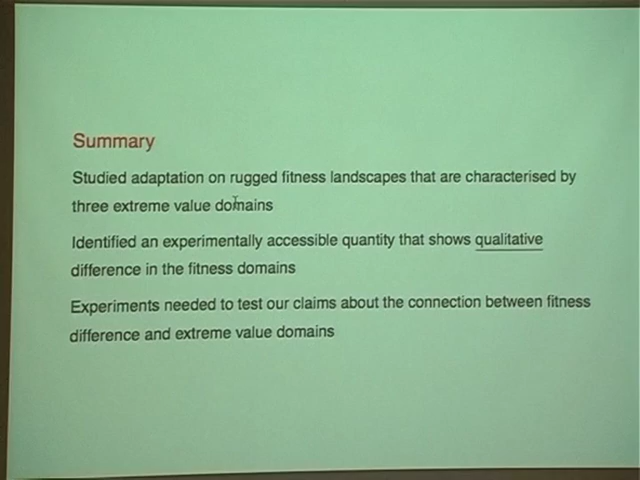 Summary
Studied adaptation on rugged fitness landscapes that are characterised by
three extreme value domains
Identified an experimentally accessible quantity that shows qualitative
difference in the fitness domains
Experiments needed to test our claims about the connection between fitness
difference and extreme value domains